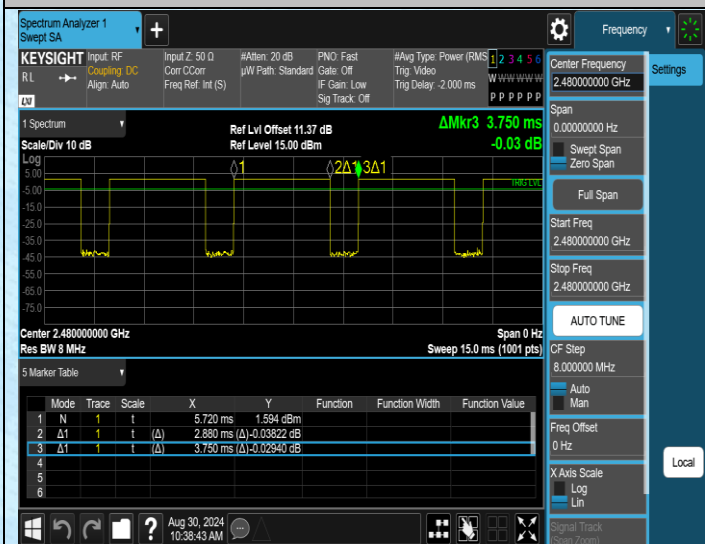 Spectrum Analyzer 1
Swept SA
Frequency
KEYSIGHT
RL
LXI
Input: RF
Coupling: DC
Align: Auto
Input Z: 50 Ω
Corr CCorr
Freq Ref: Int (S)
#Atten: 20 dB
µW Path: Standard
PNO: Fast
Gate: Off
IF Gain: Low
Sig Track: Off
#Avg Type: Power (RMS
Trig: Video
Trig Delay: -2.000 ms
1 2 3 4 5 6
W W W W W W
P P P P P P
Center Frequency
2.480000000 GHz
Settings
Span
0.00000000 Hz
Swept Span
Zero Span
Full Span
Start Freq
2.480000000 GHz
Stop Freq
2.480000000 GHz
AUTO TUNE
CF Step
8.000000 MHz
Auto
Man
Freq Offset
0 Hz
X Axis Scale
Log
Lin
Signal Track
(Span Zoom)
Local
1 Spectrum
Scale/Div 10 dB
Ref Lvl Offset 11.37 dB
Ref Level 15.00 dBm
ΔMkr3 3.750 ms
-0.03 dB
Log
5.00
-5.00
-15.0
-25.0
-35.0
-45.0
-55.0
-65.0
-75.0
1
2Δ1
3Δ1
TRIG LVL
Center 2.480000000 GHz
Res BW 8 MHz
Span 0 Hz
Sweep 15.0 ms (1001 pts)
5 Marker Table
Mode Trace Scale X Y Function Function Width Function Value
1 N 1 t 5.720 ms 1.594 dBm
2 Δ1 1 t (Δ) 2.880 ms (Δ)-0.03822 dB
3 Δ1 1 t (Δ) 3.750 ms (Δ)-0.02940 dB
4
5
6
?
Aug 30, 2024
10:38:43 AM